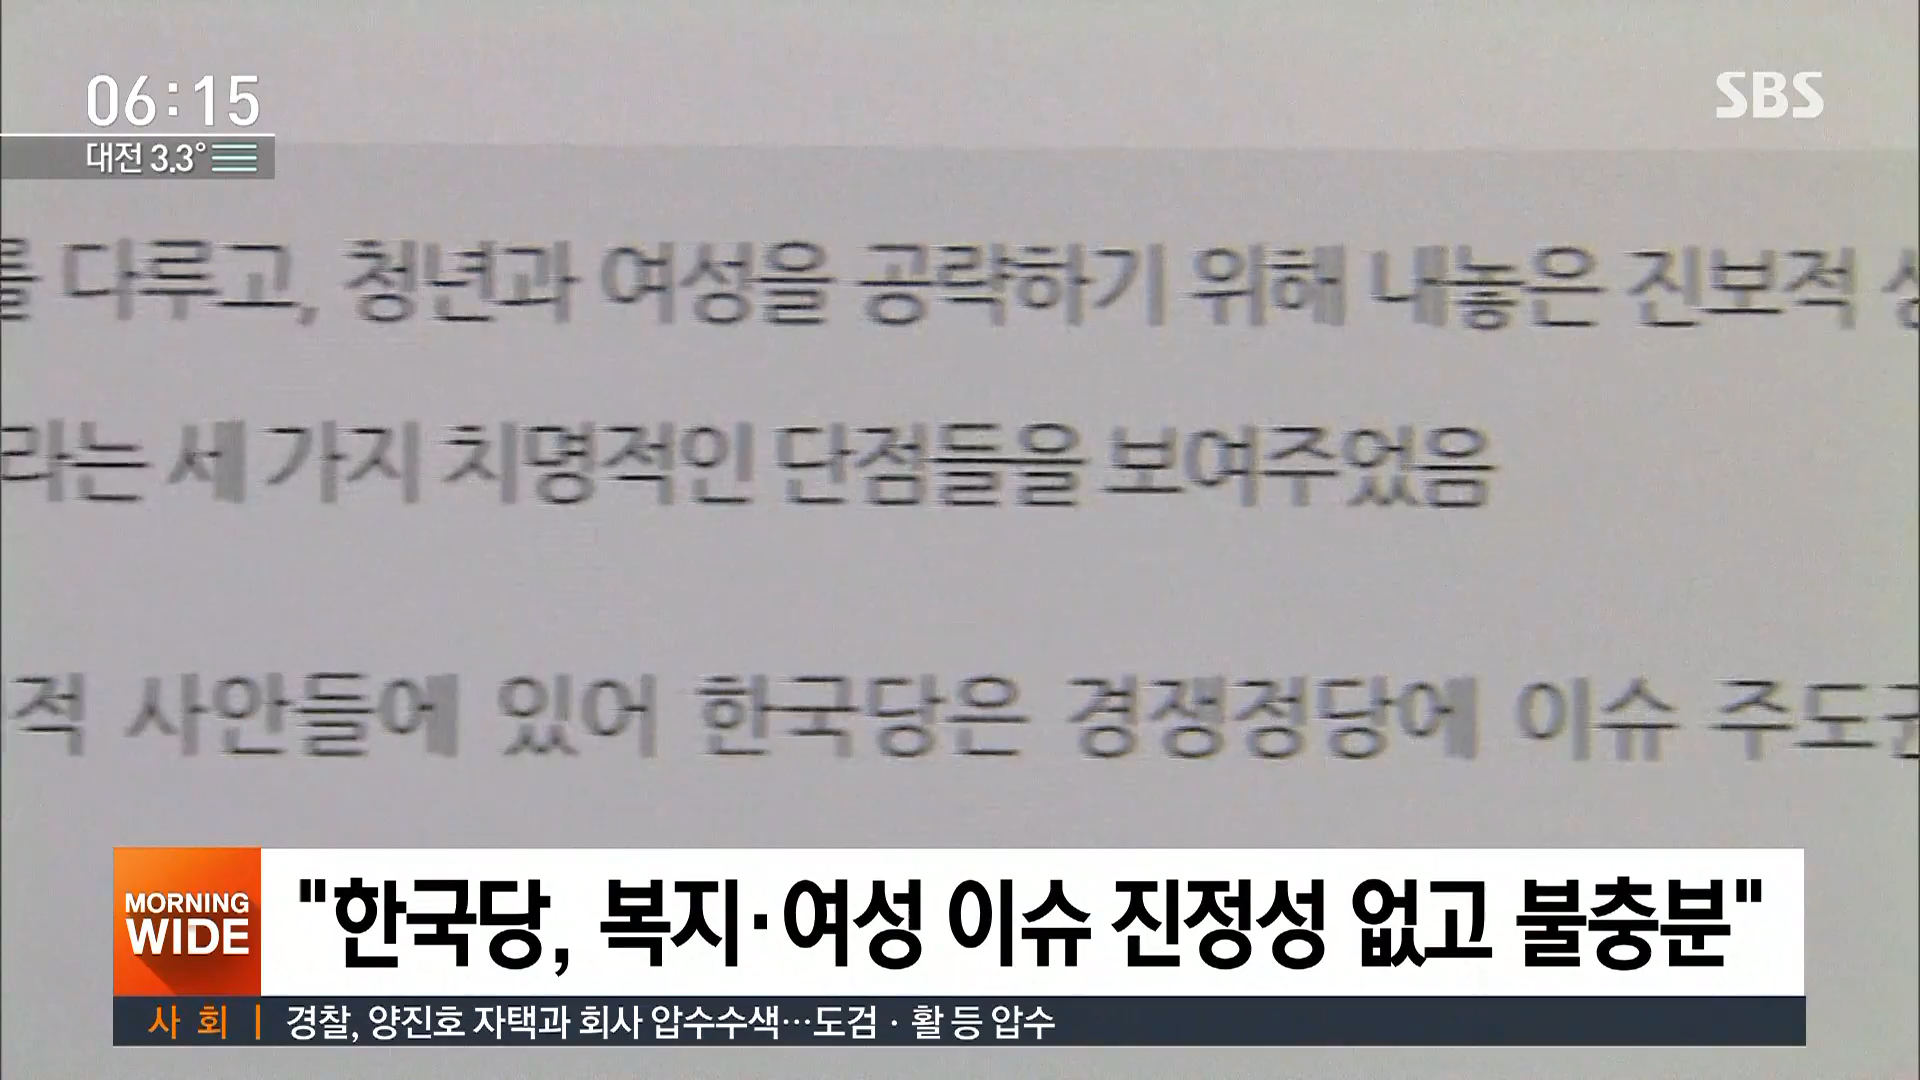 06:15
SBS
대전 3.3°
를 다루고, 청년과 여성을 공략하기 위해 내놓은 진보적
라는 세 가지 치명적인 단점들을 보여주었음
적 사안들에 있어 한국당은 경쟁정당에 이슈 주도권
MORNING
WIDE
"한국당, 복지·여성 이슈 진정성 없고 불충분"
사회 | 경찰, 양진호 자택과 회사 압수수색…도검·활 등 압수